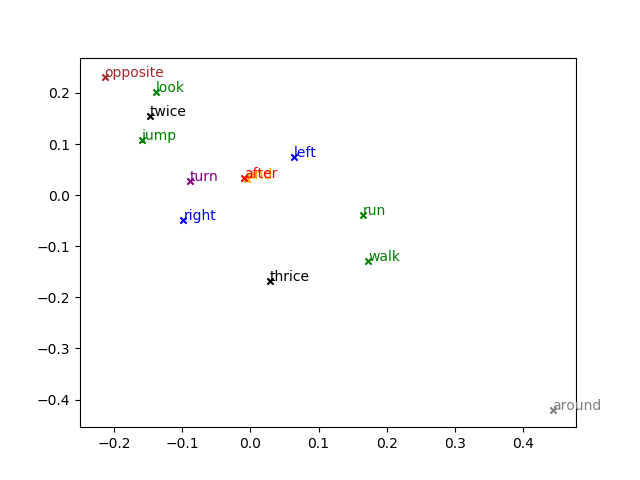 opposite
look
twice
jump
left
turn
after
right
run
walk
thrice
around
0.2
0.1
0.0
−0.1
−0.2
−0.3
−0.4
−0.2
−0.1
0.0
0.1
0.2
0.3
0.4